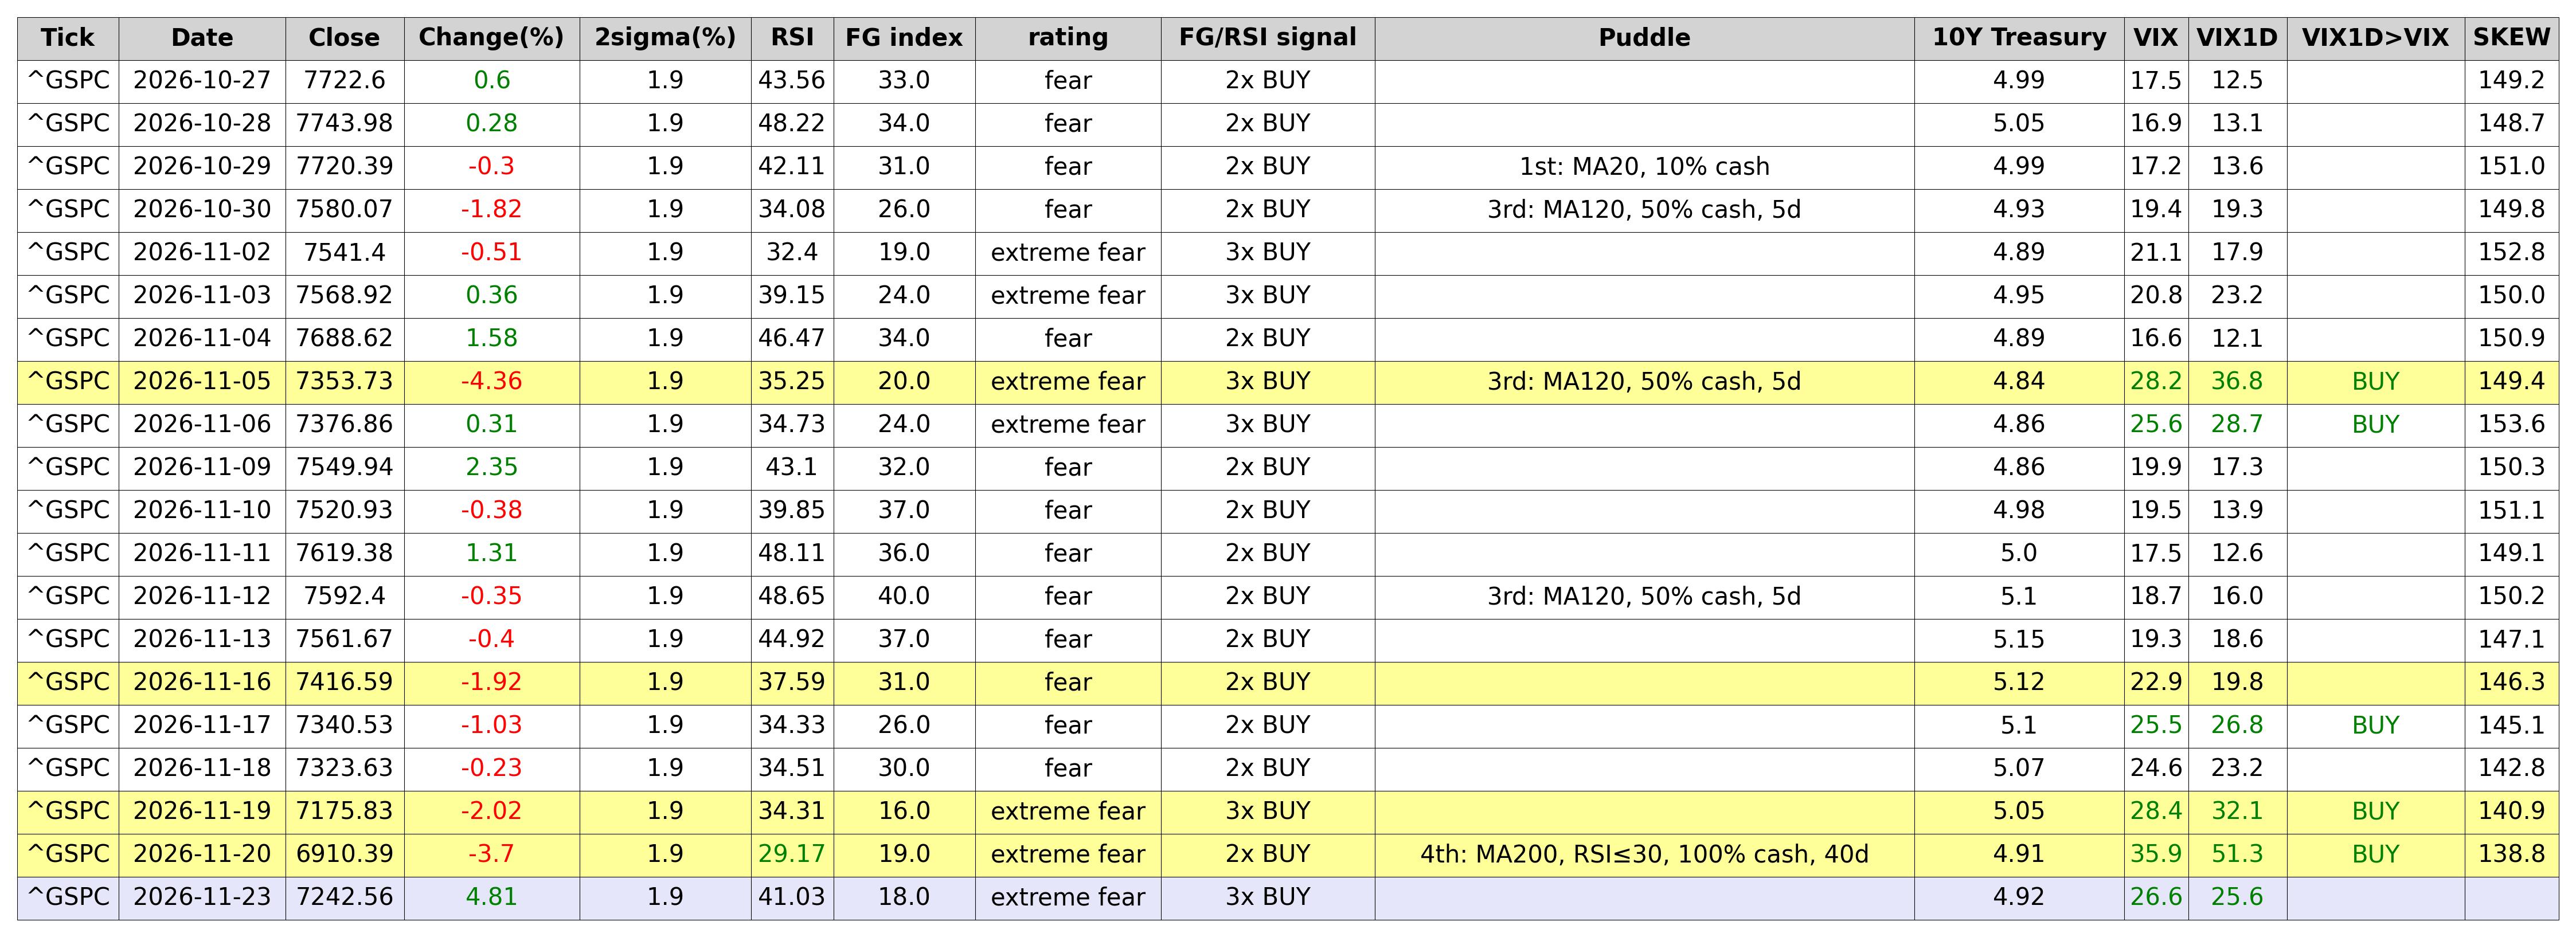 Tick Date Close Change(%) 2sigma(%) RSI FG index rating FG/RSI signal Puddle 10Y Treasury VIX VIX1D VIX1D>VIX SKEW
^GSPC 2026-10-27 7722.6 0.6 1.9 43.56 33.0 fear 2x BUY 4.99 17.5 12.5 149.2
^GSPC 2026-10-28 7743.98 0.28 1.9 48.22 34.0 fear 2x BUY 5.05 16.9 13.1 148.7
^GSPC 2026-10-29 7720.39 -0.3 1.9 42.11 31.0 fear 2x BUY 1st: MA20, 10% cash 4.99 17.2 13.6 151.0
^GSPC 2026-10-30 7580.07 -1.82 1.9 34.08 26.0 fear 2x BUY 3rd: MA120, 50% cash, 5d 4.93 19.4 19.3 149.8
^GSPC 2026-11-02 7541.4 -0.51 1.9 32.4 19.0 extreme fear 3x BUY 4.89 21.1 17.9 152.8
^GSPC 2026-11-03 7568.92 0.36 1.9 39.15 24.0 extreme fear 3x BUY 4.95 20.8 23.2 150.0
^GSPC 2026-11-04 7688.62 1.58 1.9 46.47 34.0 fear 2x BUY 4.89 16.6 12.1 150.9
^GSPC 2026-11-05 7353.73 -4.36 1.9 35.25 20.0 extreme fear 3x BUY 3rd: MA120, 50% cash, 5d 4.84 28.2 36.8 BUY 149.4
^GSPC 2026-11-06 7376.86 0.31 1.9 34.73 24.0 extreme fear 3x BUY 4.86 25.6 28.7 BUY 153.6
^GSPC 2026-11-09 7549.94 2.35 1.9 43.1 32.0 fear 2x BUY 4.86 19.9 17.3 150.3
^GSPC 2026-11-10 7520.93 -0.38 1.9 39.85 37.0 fear 2x BUY 4.98 19.5 13.9 151.1
^GSPC 2026-11-11 7619.38 1.31 1.9 48.11 36.0 fear 2x BUY 5.0 17.5 12.6 149.1
^GSPC 2026-11-12 7592.4 -0.35 1.9 48.65 40.0 fear 2x BUY 3rd: MA120, 50% cash, 5d 5.1 18.7 16.0 150.2
^GSPC 2026-11-13 7561.67 -0.4 1.9 44.92 37.0 fear 2x BUY 5.15 19.3 18.6 147.1
^GSPC 2026-11-16 7416.59 -1.92 1.9 37.59 31.0 fear 2x BUY 5.12 22.9 19.8 146.3
^GSPC 2026-11-17 7340.53 -1.03 1.9 34.33 26.0 fear 2x BUY 5.1 25.5 26.8 BUY 145.1
^GSPC 2026-11-18 7323.63 -0.23 1.9 34.51 30.0 fear 2x BUY 5.07 24.6 23.2 142.8
^GSPC 2026-11-19 7175.83 -2.02 1.9 34.31 16.0 extreme fear 3x BUY 5.05 28.4 32.1 BUY 140.9
^GSPC 2026-11-20 6910.39 -3.7 1.9 29.17 19.0 extreme fear 2x BUY 4th: MA200, RSI≤30, 100% cash, 40d 4.91 35.9 51.3 BUY 138.8
^GSPC 2026-11-23 7242.56 4.81 1.9 41.03 18.0 extreme fear 3x BUY 4.92 26.6 25.6